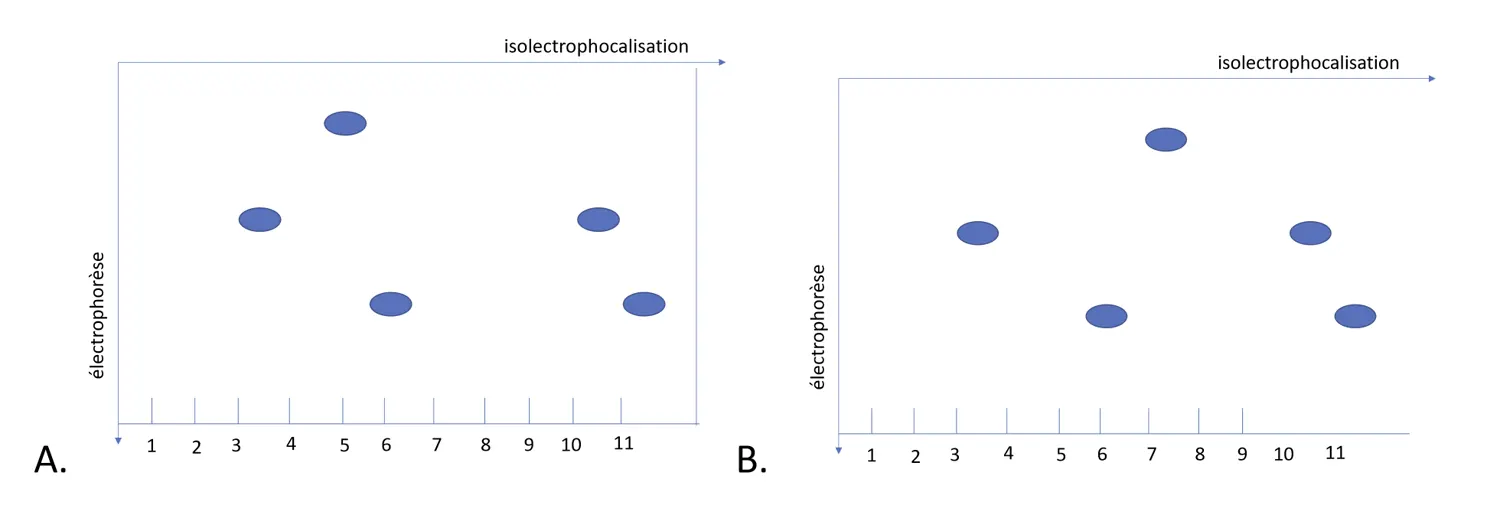 isolectrophocalisation
électrophorèse
1 2 3 4 5 6 7 8 9 10 11
A.
isolectrophocalisation
électrophorèse
1 2 3 4 5 6 7 8 9 10 11
B.